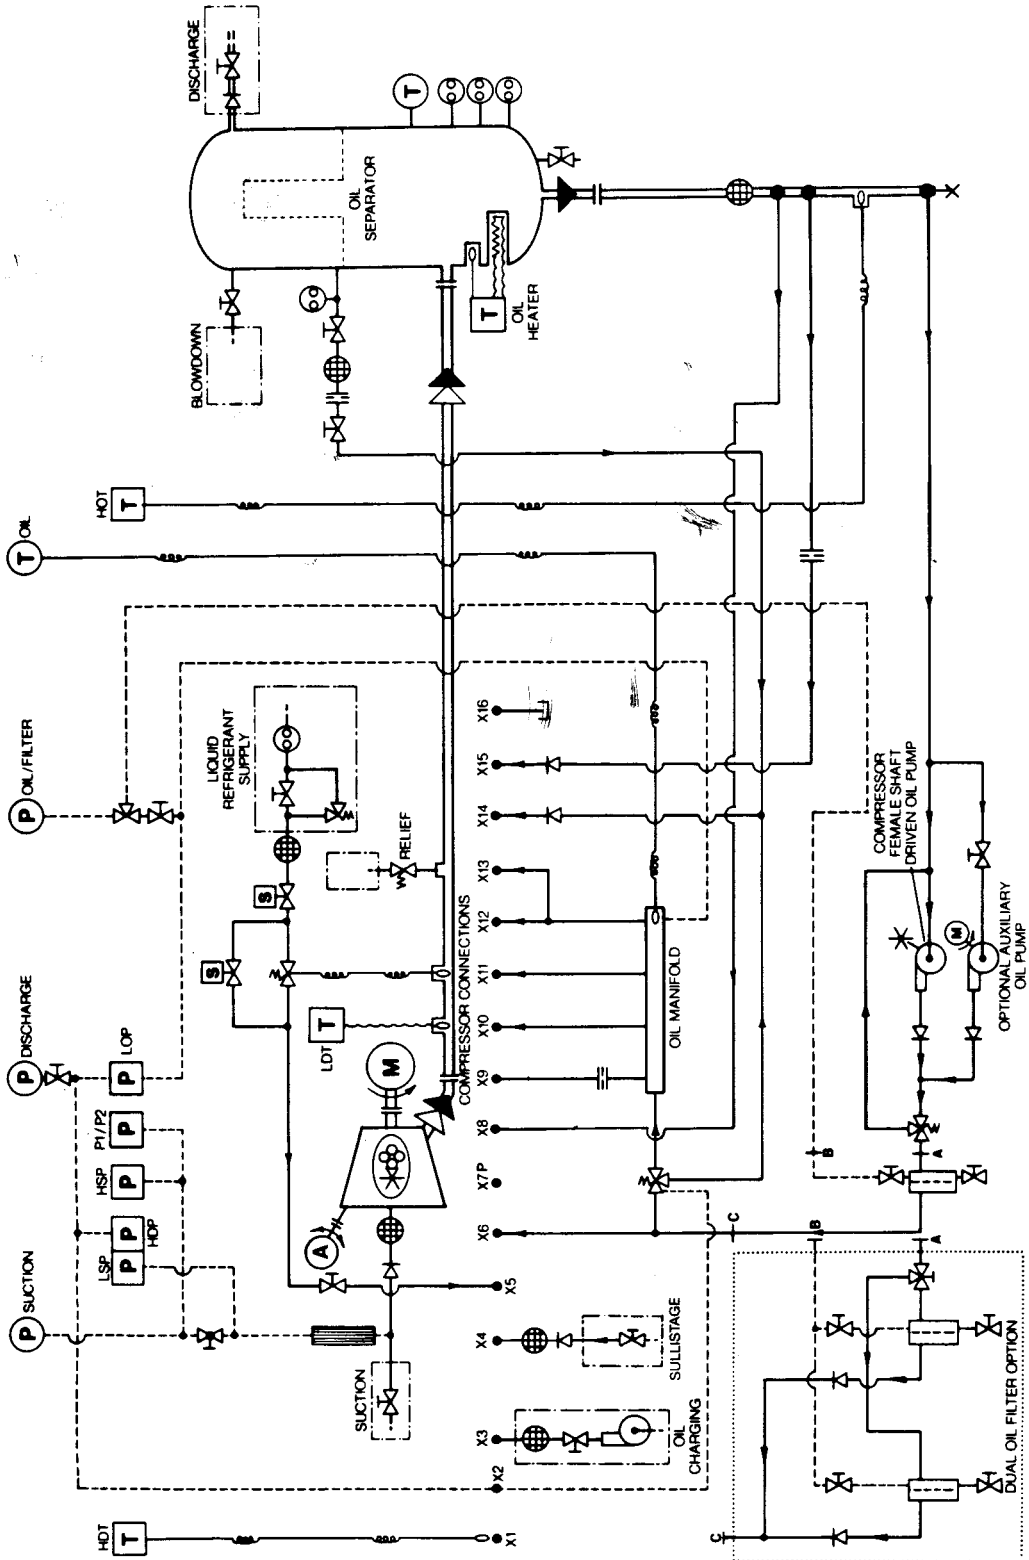 P SUCTION
P DISCHARGE
P OIL/FILTER
T OIL
HDT
T
LSP
HDP
P
P
HSP
P
P1/P2
P
LOP
P
HOT
T
BLOWDOWN
DISCHARGE
S
S
LIQUID
REFRIGERANT
SUPPLY
A
LDT
T
M
RELIEF
SUCTION
OIL
SEPARATOR
T
T
OIL
HEATER
COMPRESSOR CONNECTIONS
X1
X2
X3
X4
X5
X6
X7P
X8
X9
X10
X11
X12
X13
X14
X15
X16
OIL
CHARGING
SULLISTAGE
OIL MANIFOLD
C
C
B
B
A
A
COMPRESSOR
FEMALE SHAFT
DRIVEN OIL PUMP
M
OPTIONAL AUXILIARY
OIL PUMP
DUAL OIL FILTER OPTION